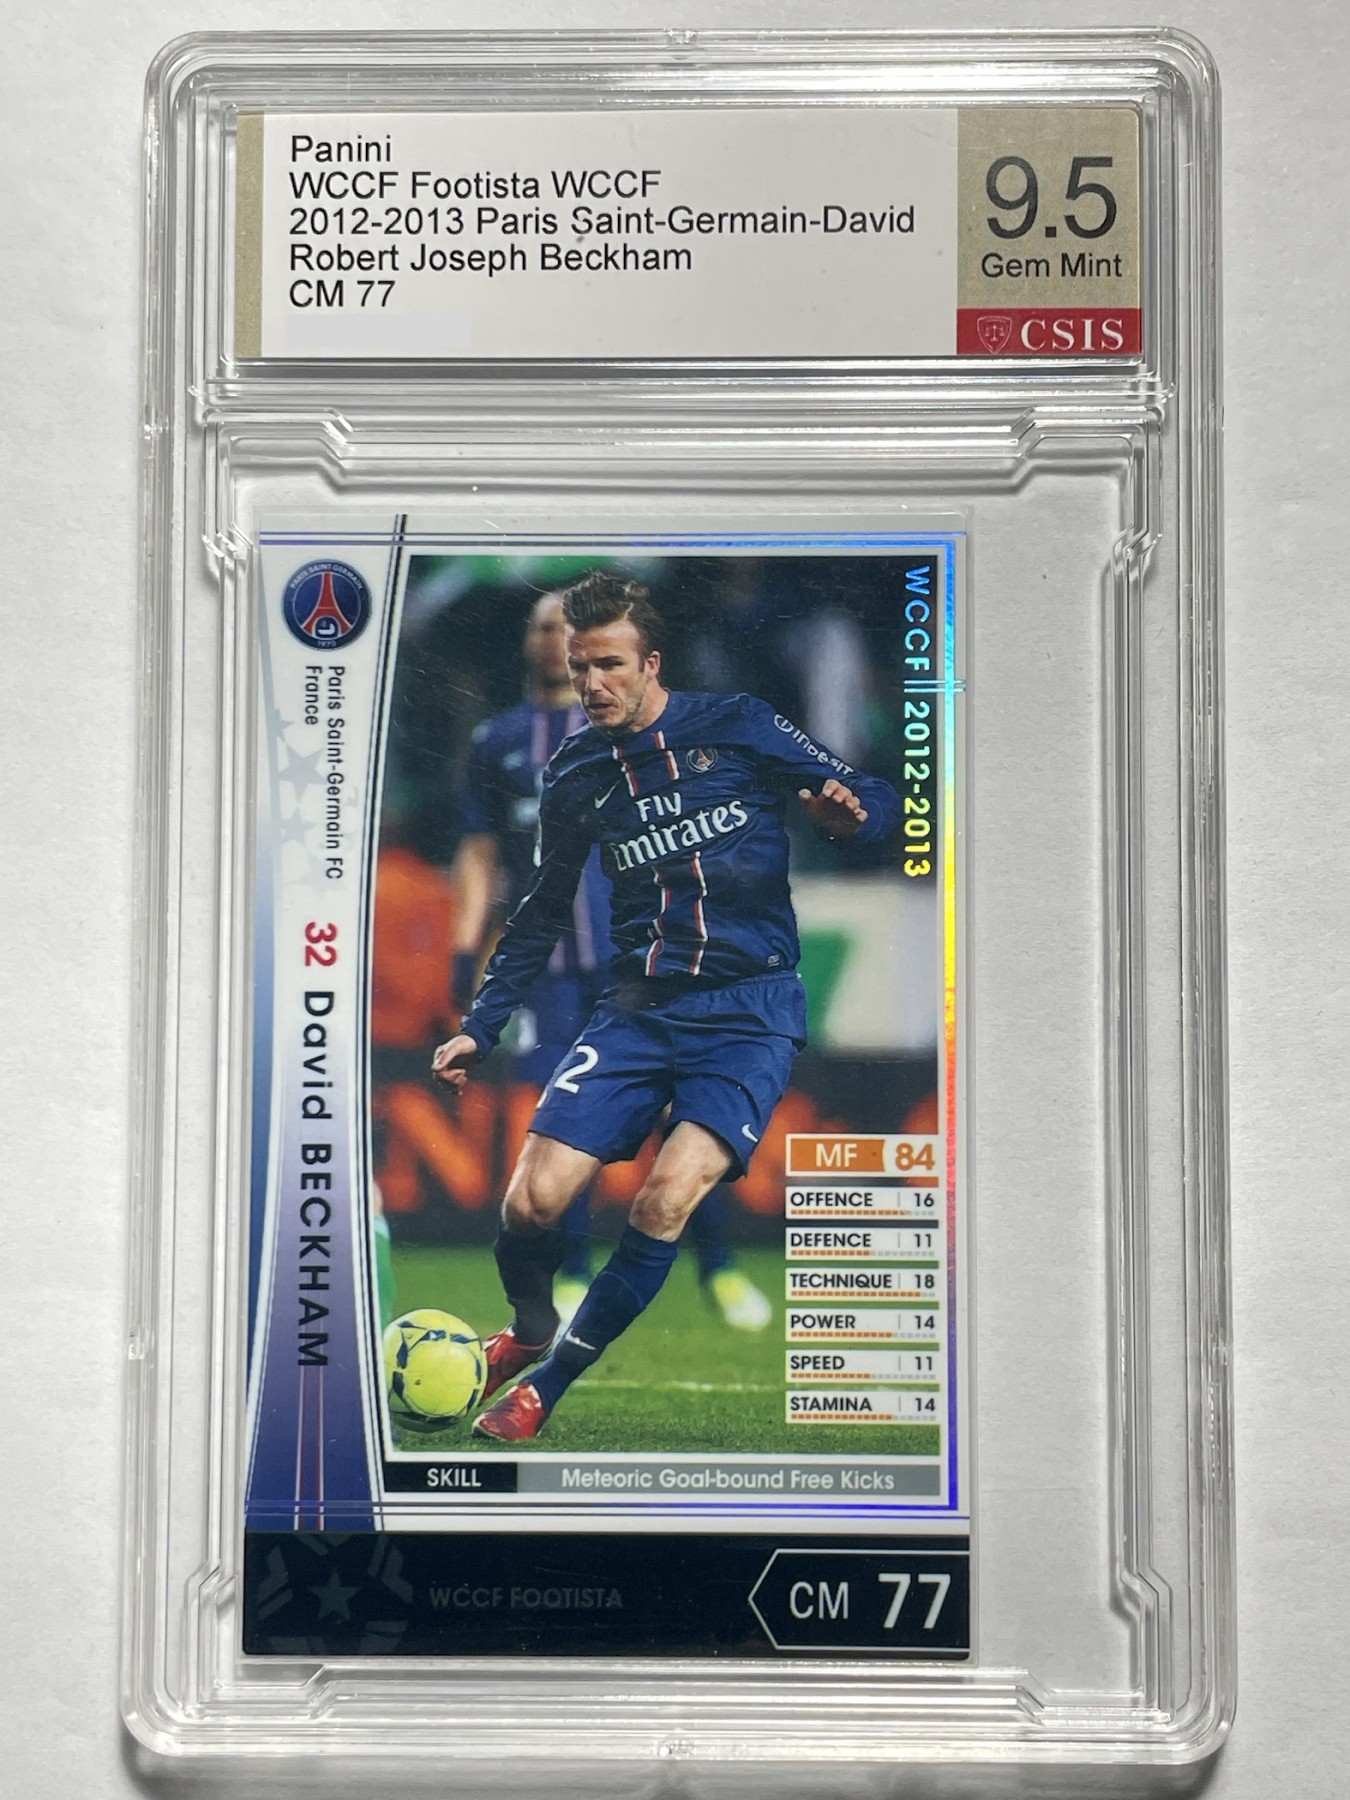 Panini
WCCF Footista WCCF
2012-2013 Paris Saint-Germain-David
Robert Joseph Beckham
CM 77
9.5
Gem Mint
CSIS
PARIS SAINT GERMAIN
1970
Paris Saint-Germain FC
France
32 David BECKHAM
WCCF 2012-2013
indesit
Fly
Emirates
2
MF 84
OFFENCE 16
DEFENCE 11
TECHNIQUE 18
POWER 14
SPEED 11
STAMINA 14
SKILL Meteoric Goal-bound Free Kicks
WCCF FOOTISTA
CM 77